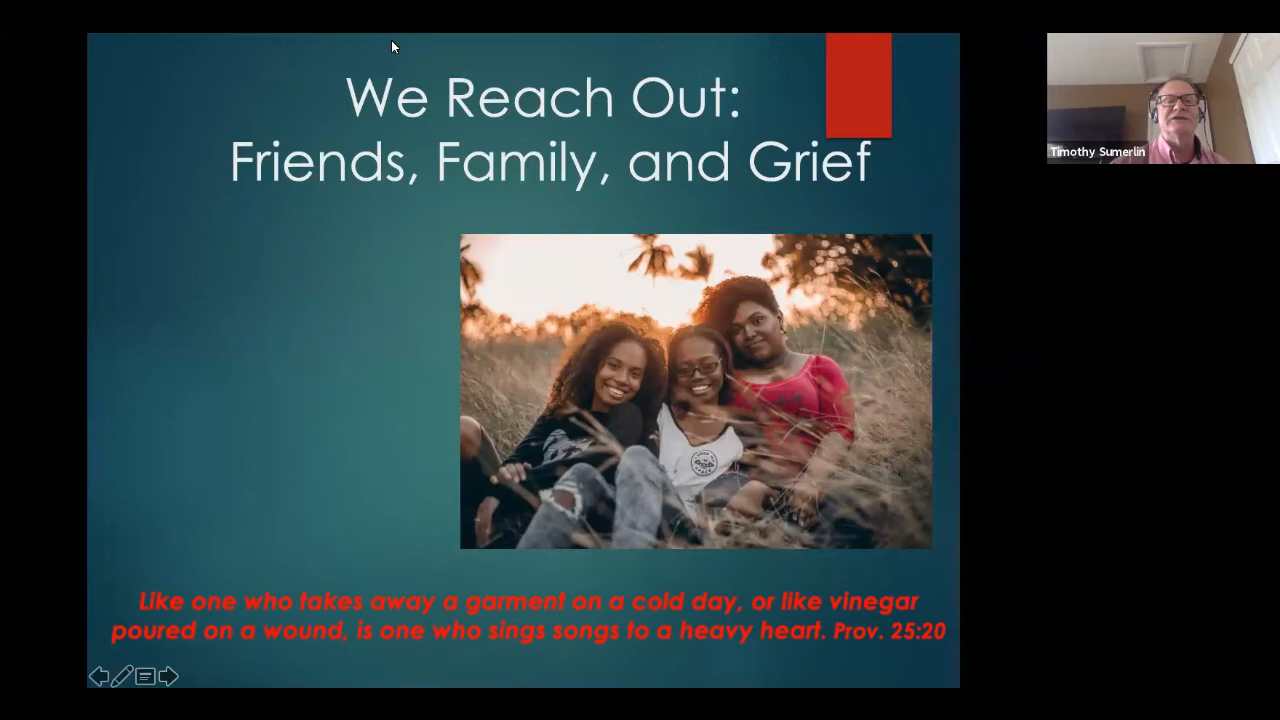 We Reach Out:
Friends, Family, and Grief
Timothy Sumerlin
Like one who takes away a garment on a cold day, or like vinegar
poured on a wound, is one who sings songs to a heavy heart. Prov. 25:20